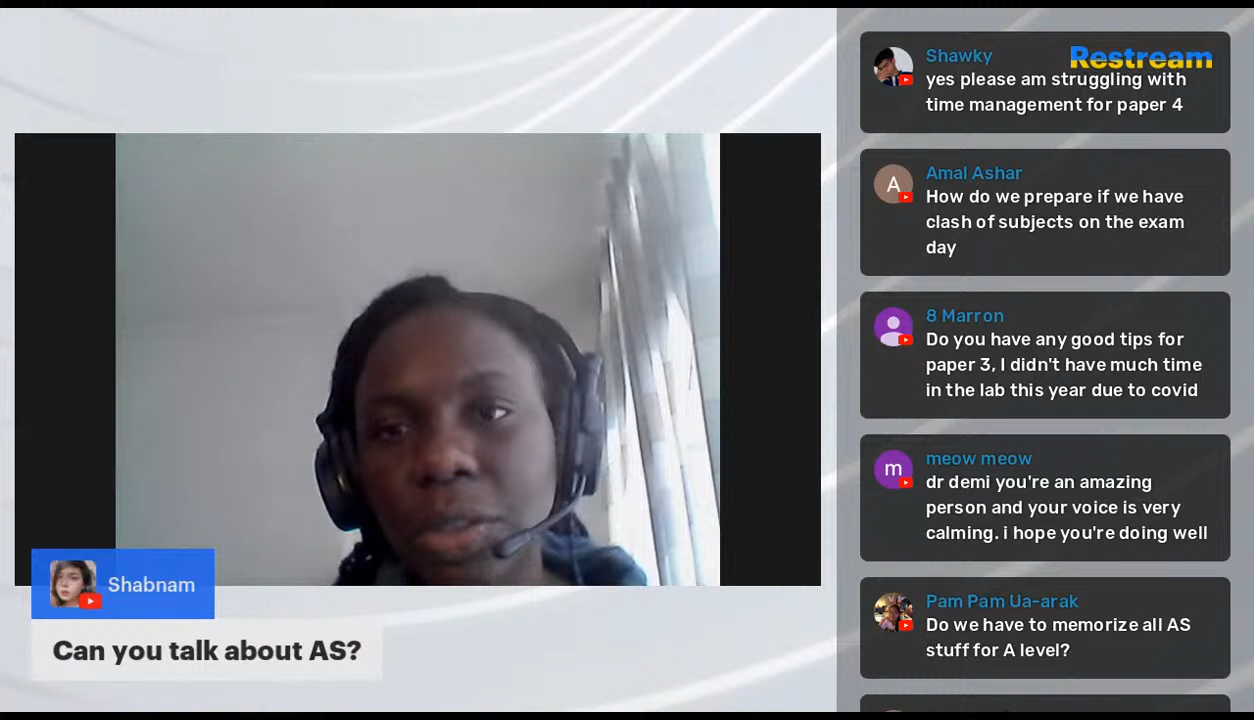 Restream
Shawky
yes please am struggling with
time management for paper 4
A
Amal Ashar
How do we prepare if we have
clash of subjects on the exam
day
8 Marron
Do you have any good tips for
paper 3, I didn't have much time
in the lab this year due to covid
m
meow meow
dr demi you're an amazing
person and your voice is very
calming. i hope you're doing well
Pam Pam Ua-arak
Do we have to memorize all AS
stuff for A level?
Shabnam
Can you talk about AS?